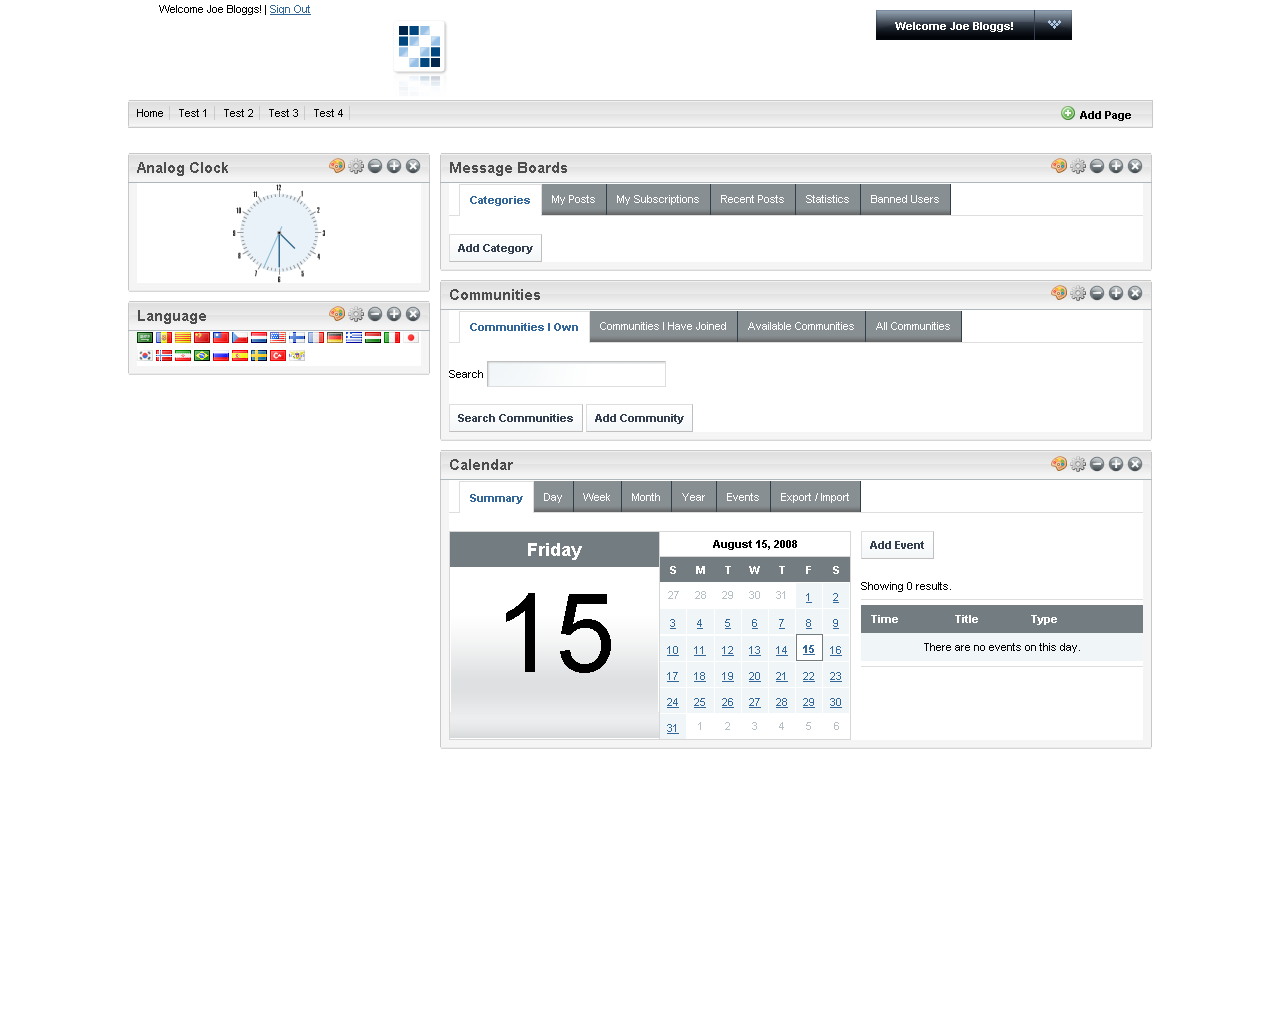 Welcome Joe Bloggs! | Sign Out
Welcome Joe Bloggs!
Home Test 1 Test 2 Test 3 Test 4
Add Page
Analog Clock
12
1
2
3
4
5
6
7
8
9
10
11
Language
Message Boards
Categories My Posts My Subscriptions Recent Posts Statistics Banned Users
Add Category
Communities
Communities I Own Communities I Have Joined Available Communities All Communities
Search
Search Communities Add Community
Calendar
Summary Day Week Month Year Events Export / Import
Friday
15
August 15, 2008
S M T W T F S
27 28 29 30 31 1 2
3 4 5 6 7 8 9
10 11 12 13 14 15 16
17 18 19 20 21 22 23
24 25 26 27 28 29 30
31 1 2 3 4 5 6
Add Event
Showing 0 results.
Time Title Type
There are no events on this day.